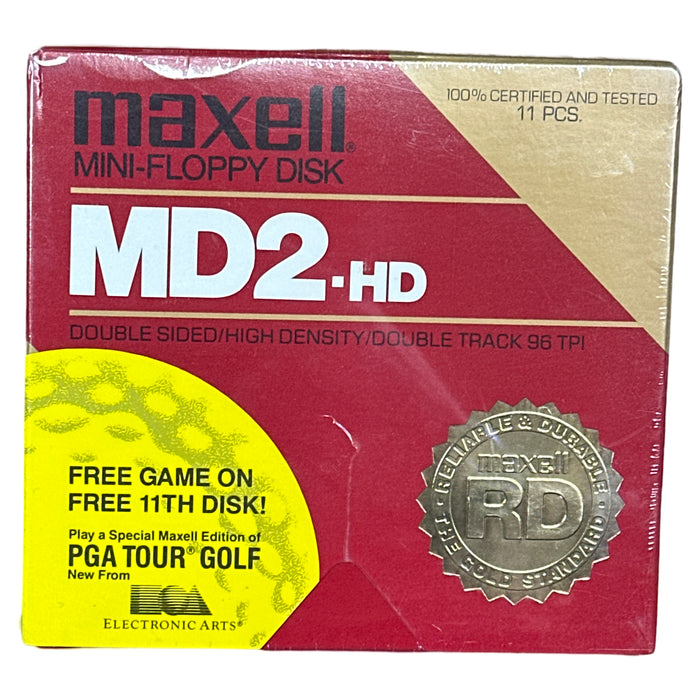 maxell®
MINI-FLOPPY DISK
100% CERTIFIED AND TESTED
11 PCS.
MD2-HD
DOUBLE SIDED/HIGH DENSITY/DOUBLE TRACK 96 TPI
FREE GAME ON
FREE 11TH DISK!
Play a Special Maxell Edition of
PGA TOUR® GOLF
New From
ELECTRONIC ARTS®
RELIABLE & DURABLE
maxell
RD
THE GOLD STANDARD